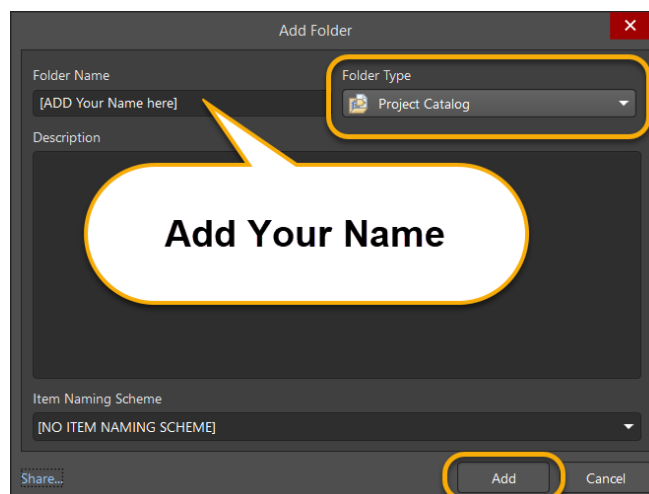 Add Folder
Folder Name
Folder Type
[ADD Your Name here]
Project Catalog
Description
Add Your Name
Item Naming Scheme
[NO ITEM NAMING SCHEME]
Share...
Add
Cancel